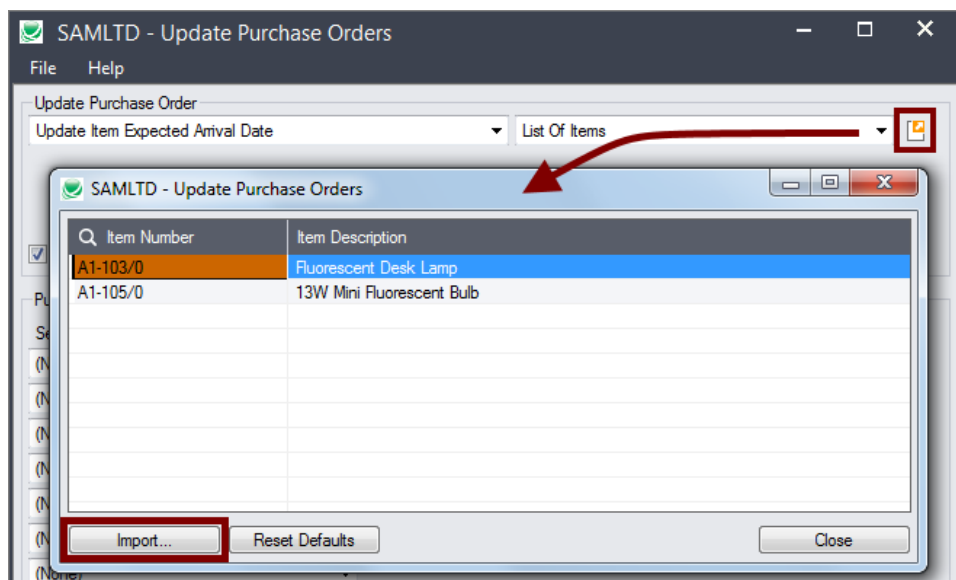 SAMLTD - Update Purchase Orders
File Help
Update Purchase Order
Update Item Expected Arrival Date List Of Items
SAMLTD - Update Purchase Orders
Item Number Item Description
A1-103/0 Fluorescent Desk Lamp
A1-105/0 13W Mini Fluorescent Bulb
Import... Reset Defaults Close
(None)